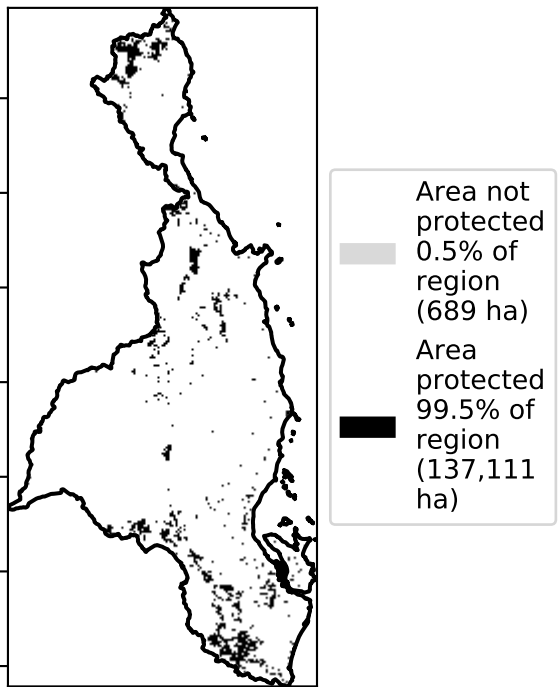 Area not
protected
0.5% of
region
(689 ha)
Area
protected
99.5% of
region
(137,111
ha)